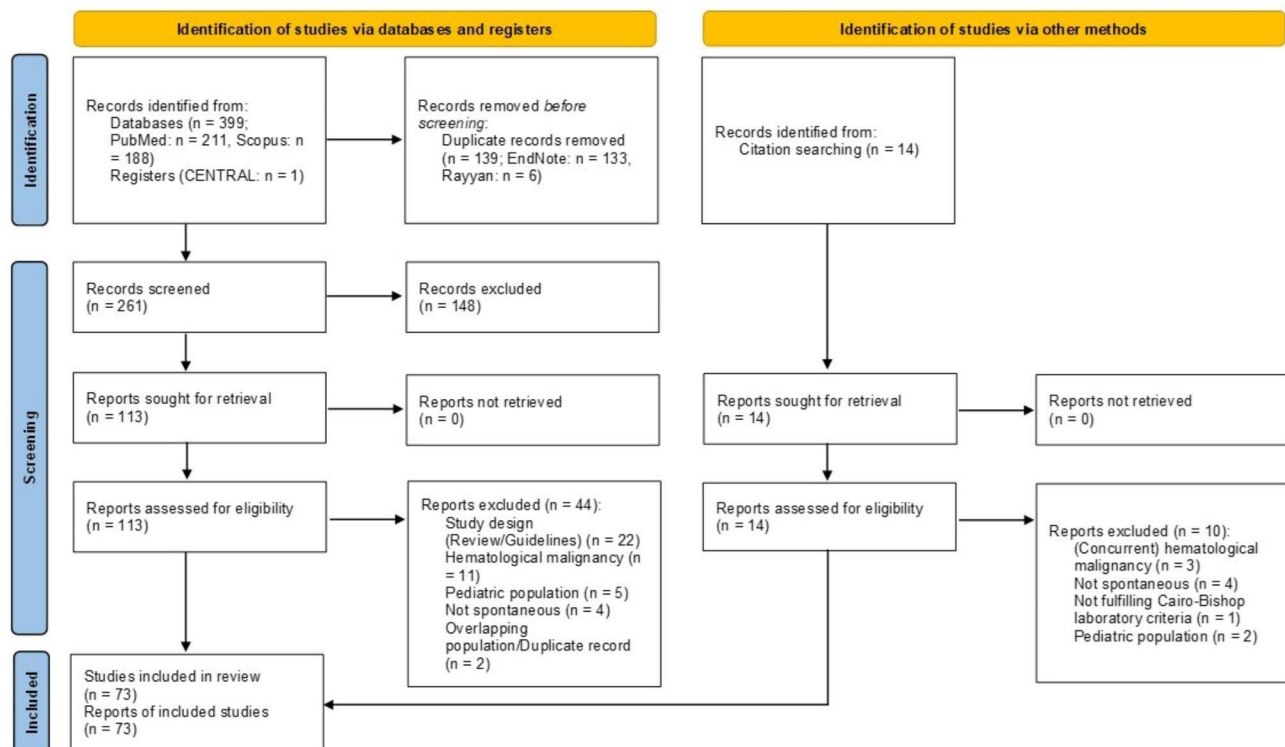 Identification of studies via databases and registers
Identification of studies via other methods
Identification
Records identified from:
Databases (n = 399;
PubMed: n = 211, Scopus: n
= 188)
Registers (CENTRAL: n = 1)
Records removed before
screening:
Duplicate records removed
(n = 139; EndNote: n = 133,
Rayyan: n = 6)
Records identified from:
Citation searching (n = 14)
Screening
Records screened
(n = 261)
Records excluded
(n = 148)
Reports sought for retrieval
(n = 113)
Reports not retrieved
(n = 0)
Reports sought for retrieval
(n = 14)
Reports not retrieved
(n = 0)
Reports assessed for eligibility
(n = 113)
Reports excluded (n = 44):
Study design
(Review/Guidelines) (n = 22)
Hematological malignancy (n
= 11)
Pediatric population (n = 5)
Not spontaneous (n = 4)
Overlapping
population/Duplicate record
(n = 2)
Reports assessed for eligibility
(n = 14)
Reports excluded (n = 10):
(Concurrent) hematological
malignancy (n = 3)
Not spontaneous (n = 4)
Not fulfilling Cairo-Bishop
laboratory criteria (n = 1)
Pediatric population (n = 2)
Included
Studies included in review
(n = 73)
Reports of included studies
(n = 73)